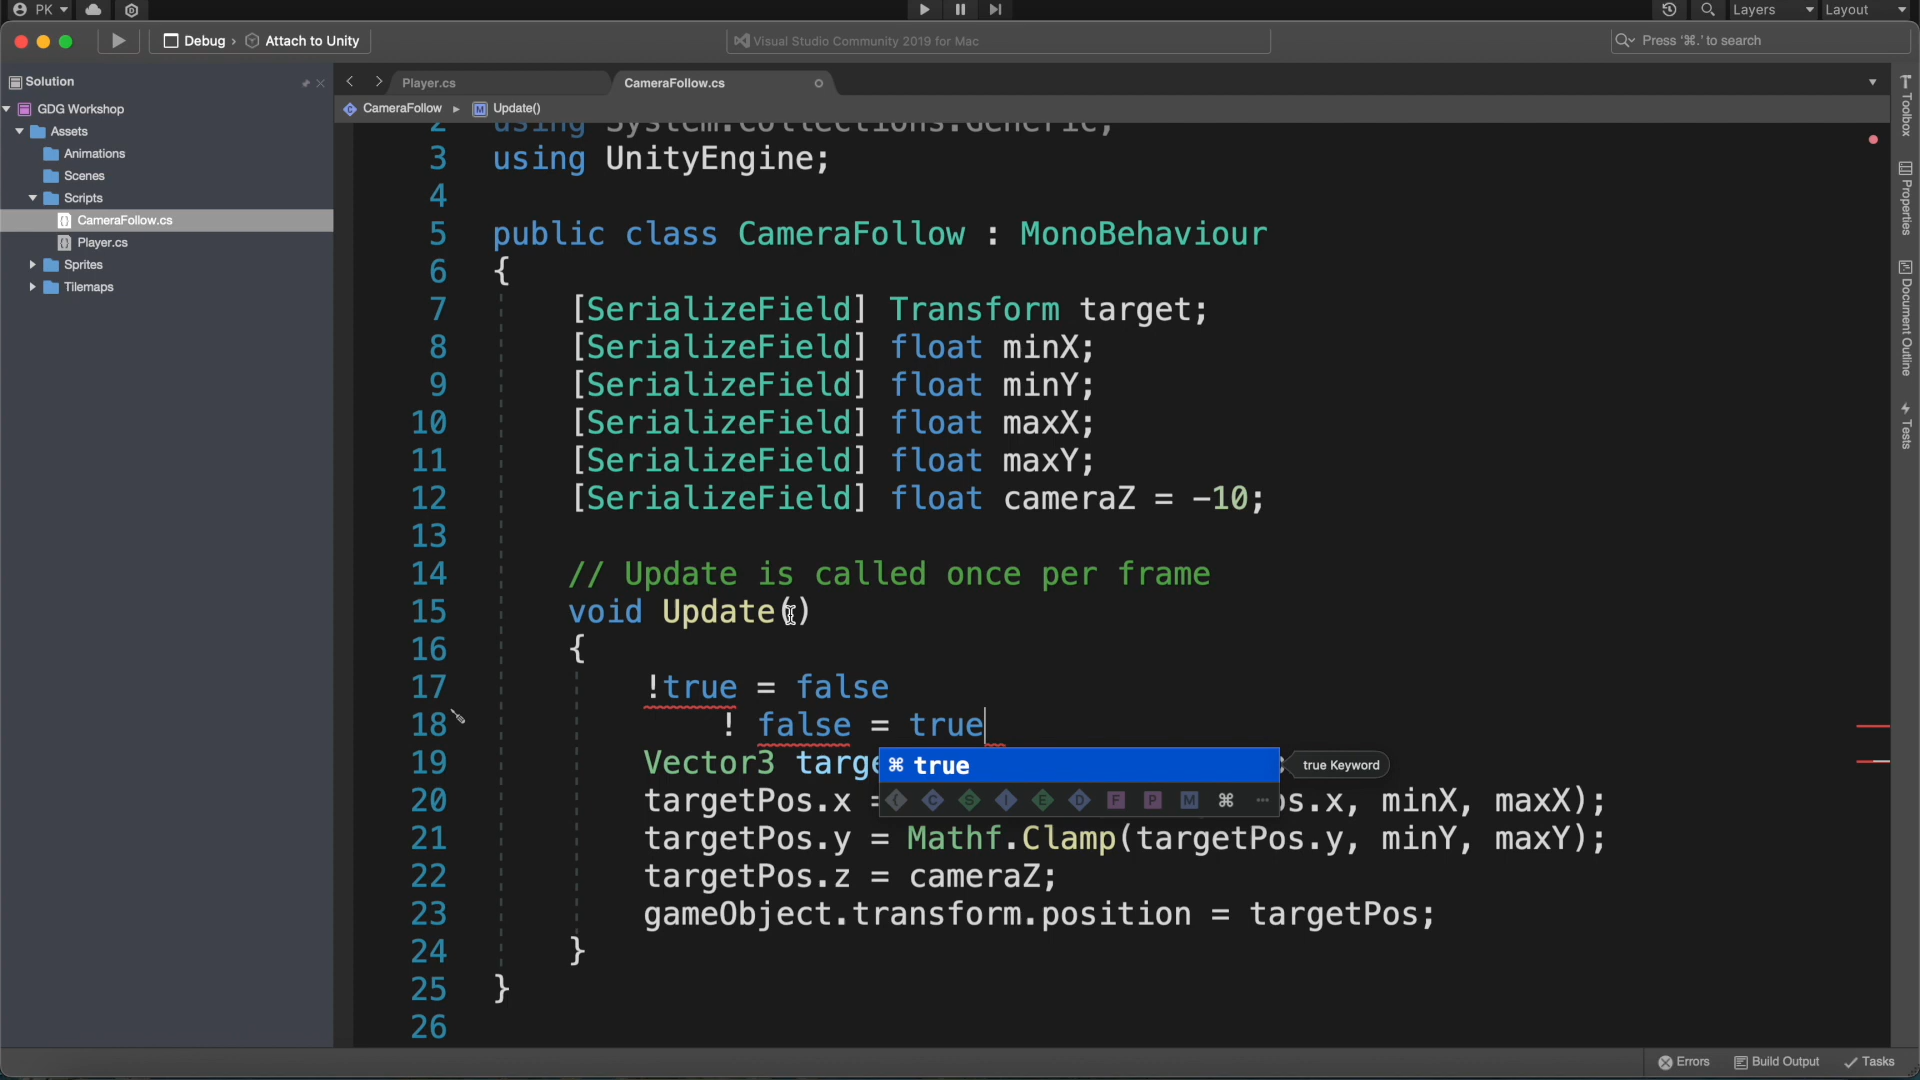 PK
Layers
Layout
Debug › Attach to Unity
Visual Studio Community 2019 for Mac
Press '⌘.' to search
Solution
GDG Workshop
Assets
Animations
Scenes
Scripts
CameraFollow.cs
Player.cs
Sprites
Tilemaps
Player.cs
CameraFollow.cs
CameraFollow ▸ Update()
2 using System.Collections.Generic;
3 using UnityEngine;
4
5 public class CameraFollow : MonoBehaviour
6 {
7 [SerializeField] Transform target;
8 [SerializeField] float minX;
9 [SerializeField] float minY;
10 [SerializeField] float maxX;
11 [SerializeField] float maxY;
12 [SerializeField] float cameraZ = -10;
13
14 // Update is called once per frame
15 void Update()
16 {
17 !true = false
18 ! false = true
19 Vector3 targe
⌘ true
true Keyword
20 targetPos.x = s.x, minX, maxX);
21 targetPos.y = Mathf.Clamp(targetPos.y, minY, maxY);
22 targetPos.z = cameraZ;
23 gameObject.transform.position = targetPos;
24 }
25 }
26
Toolbox
Properties
Document Outline
Tests
Errors
Build Output
Tasks